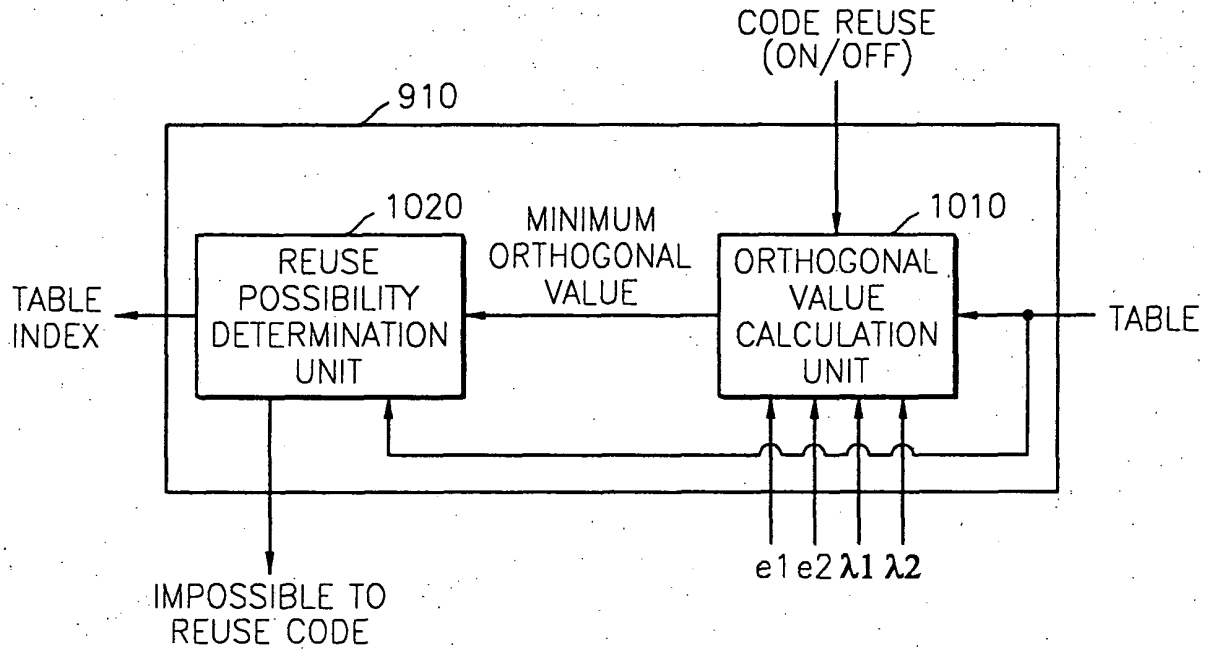 CODE REUSE
(ON/OFF)
910
1020
MINIMUM
ORTHOGONAL
VALUE
1010
REUSE
POSSIBILITY
DETERMINATION
UNIT
ORTHOGONAL
VALUE
CALCULATION
UNIT
TABLE
INDEX
TABLE
e1 e2 λ1 λ2
IMPOSSIBLE TO
REUSE CODE